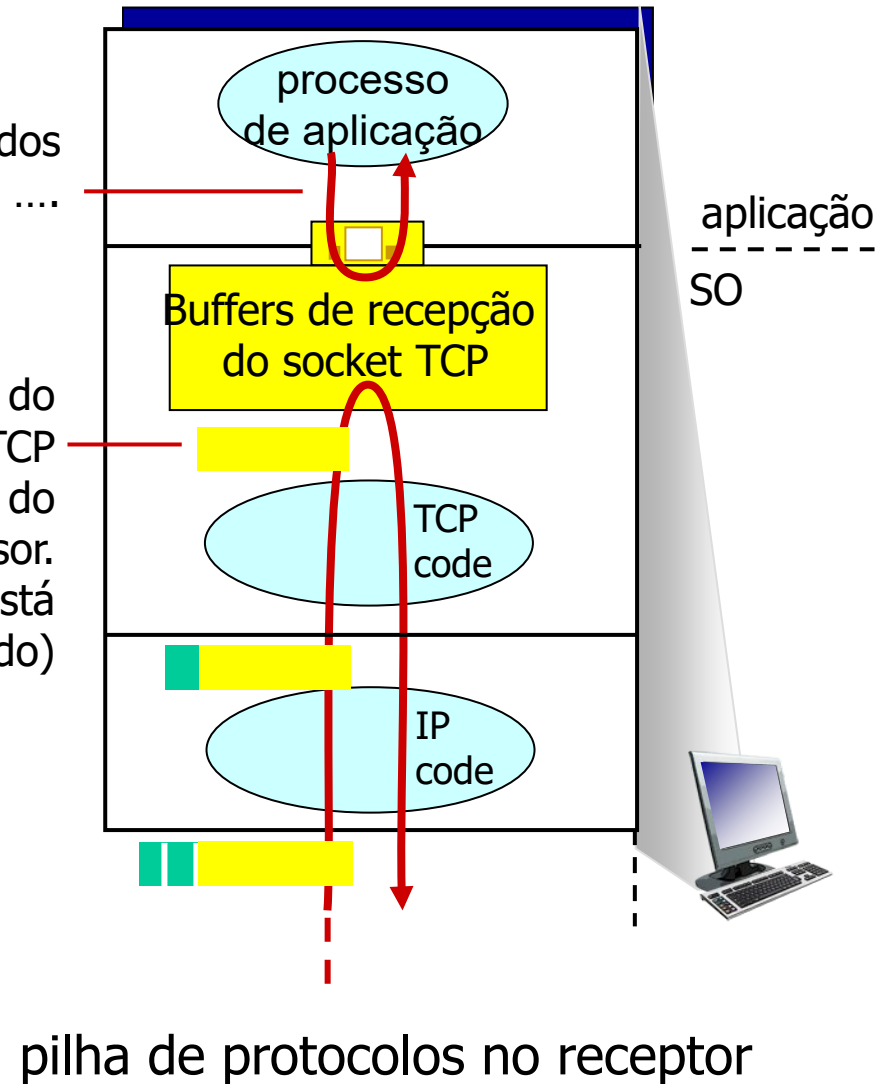 processo
de aplicação
dos
....
aplicação
SO
Buffers de recepção
do socket TCP
do
TCP
do
sor.
stá
do)
TCP
code
IP
code
pilha de protocolos no receptor